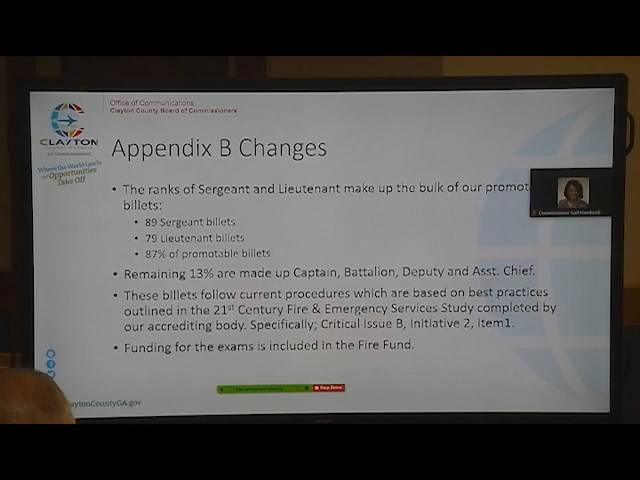 Office of Communications
Clayton County Board of Commissioners
CLAYTON
Where the World Lands
and Opportunities
Take Off
Appendix B Changes
• The ranks of Sergeant and Lieutenant make up the bulk of our promota
billets:
• 89 Sergeant billets
• 79 Lieutenant billets
• 87% of promotable billets
• Remaining 13% are made up Captain, Battalion, Deputy and Asst. Chief.
• These billets follow current procedures which are based on best practices
outlined in the 21st Century Fire & Emergency Services Study completed by
our accrediting body. Specifically; Critical Issue B, Initiative 2, Item1.
• Funding for the exams is included in the Fire Fund.
Commissioner Gail Hambrick
You are screen sharing
Stop Share
laytonCountyGA.gov